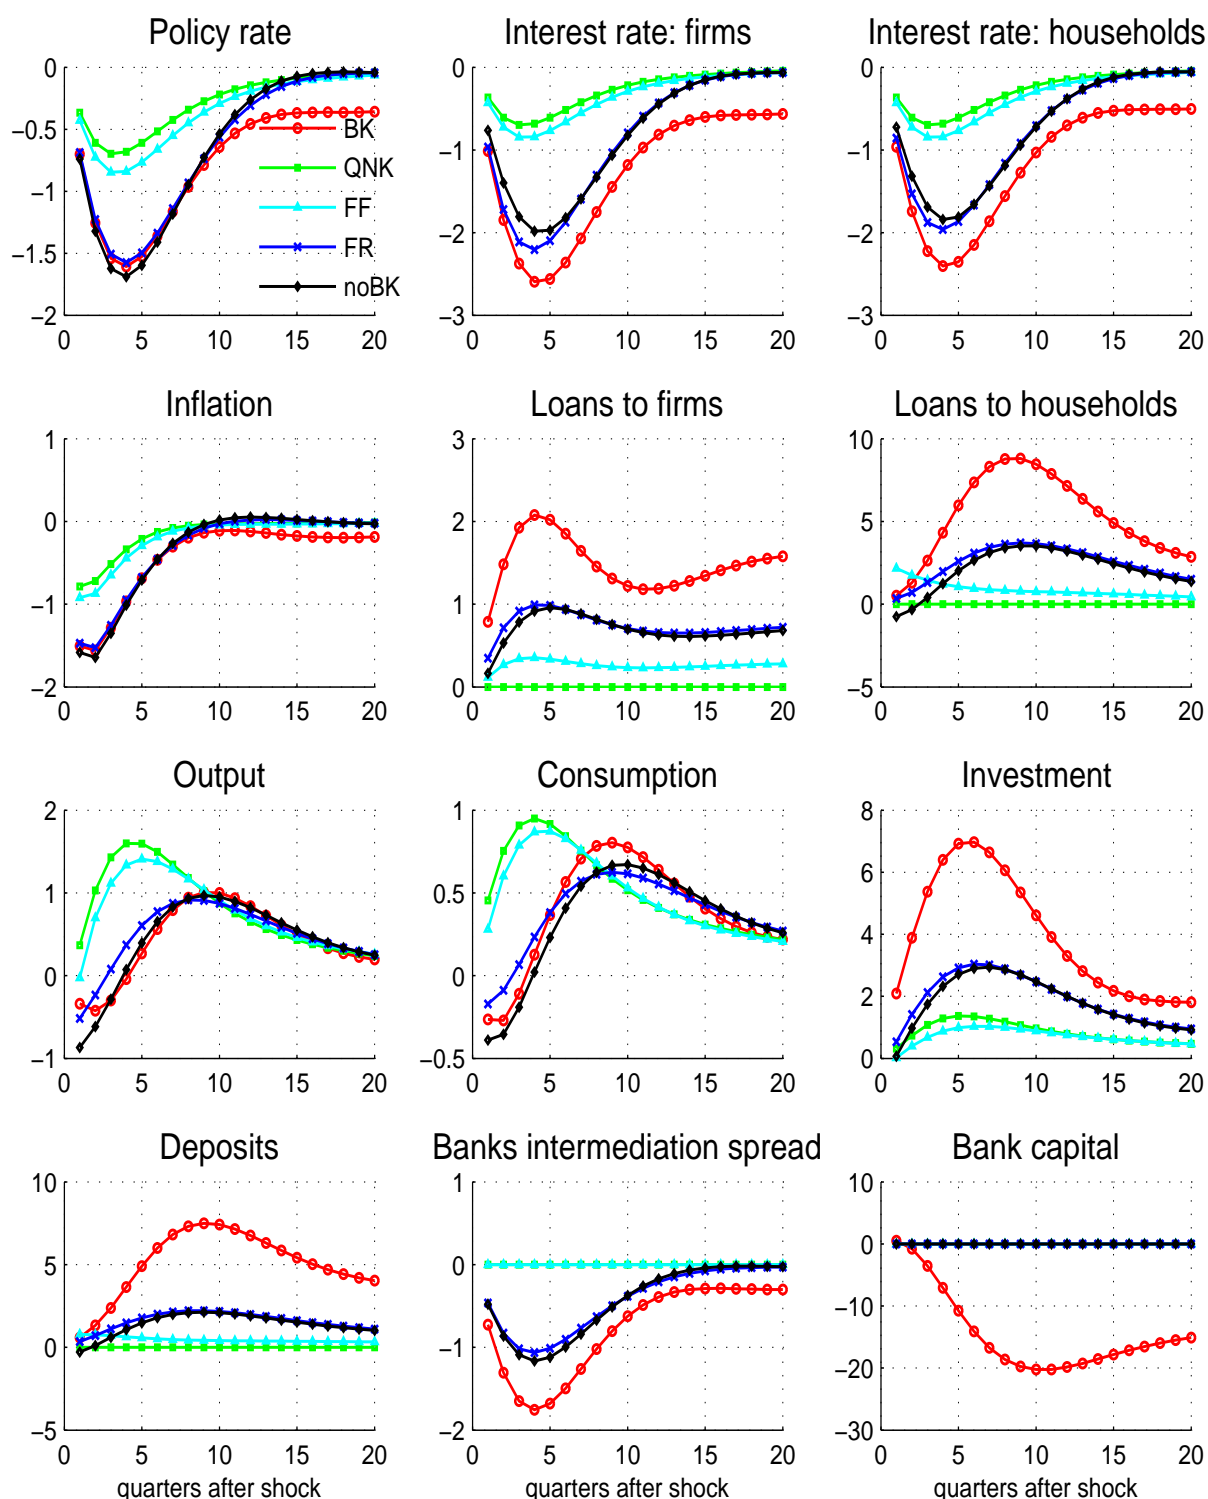 Policy rate
Interest rate: firms
Interest rate: households
0
−0.5
−1
−1.5
−2
0 5 10 15 20
BK
QNK
FF
FR
noBK
0
−1
−2
−3
0 5 10 15 20
0
−1
−2
−3
0 5 10 15 20
Inflation
Loans to firms
Loans to households
1
0
−1
−2
0 5 10 15 20
3
2
1
0
0 5 10 15 20
10
5
0
−5
0 5 10 15 20
Output
Consumption
Investment
2
1
0
−1
0 5 10 15 20
1
0.5
0
−0.5
0 5 10 15 20
8
6
4
2
0
0 5 10 15 20
Deposits
Banks intermediation spread
Bank capital
10
5
0
−5
0 5 10 15 20
quarters after shock
1
0
−1
−2
0 5 10 15 20
quarters after shock
10
0
−10
−20
−30
0 5 10 15 20
quarters after shock